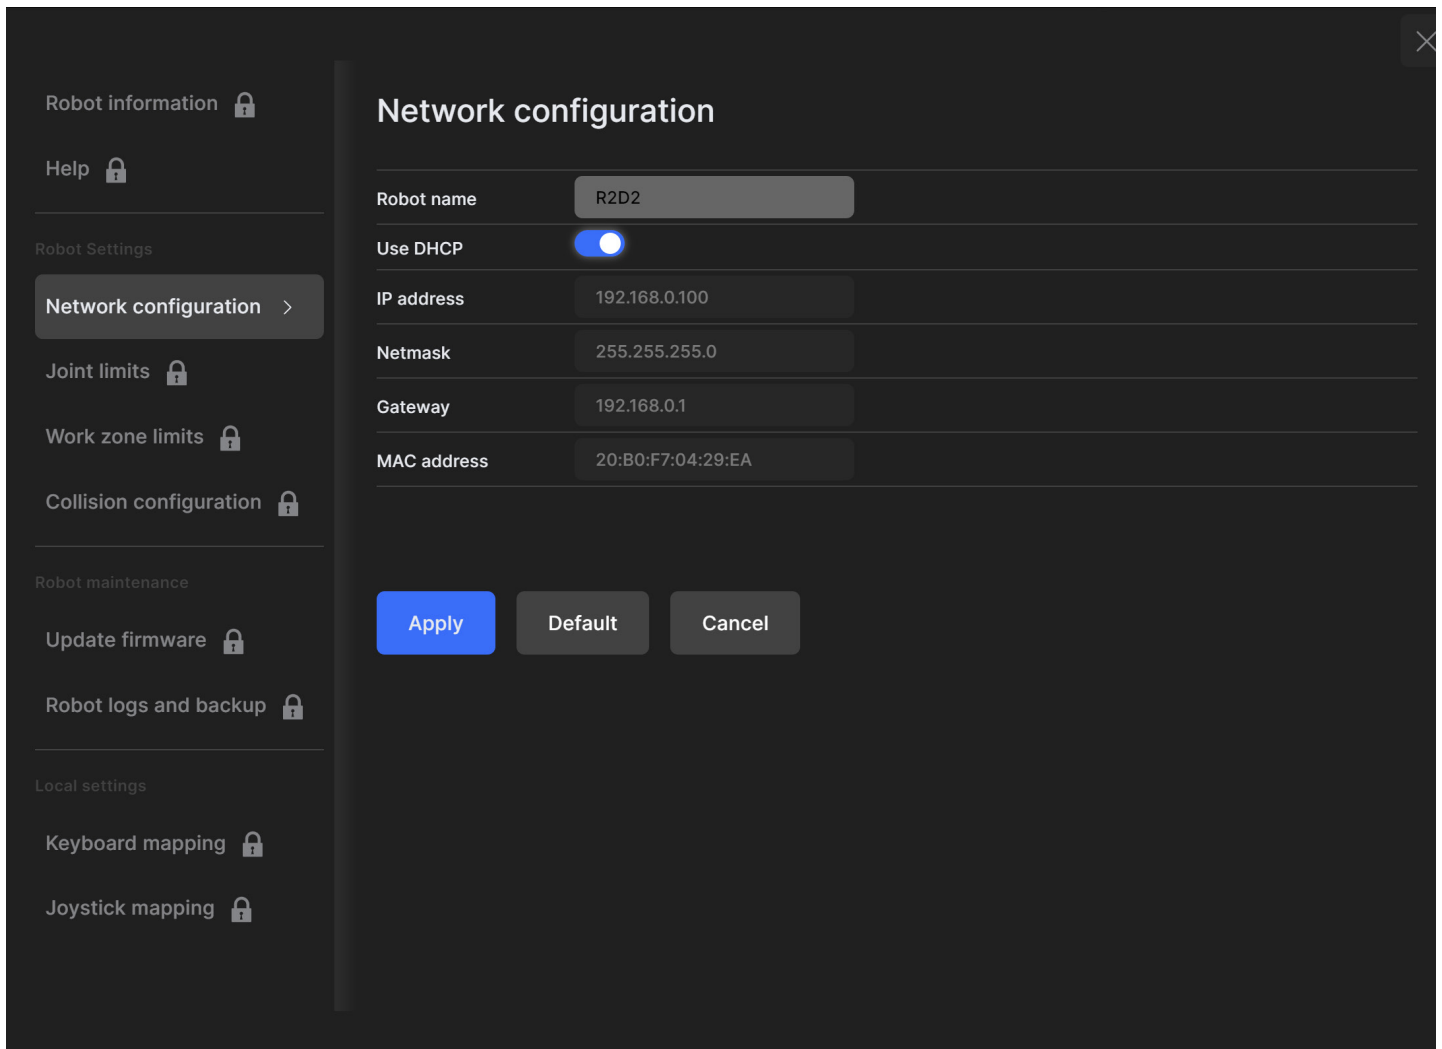 Robot information
Help
Robot Settings
Network configuration
Joint limits
Work zone limits
Collision configuration
Robot maintenance
Update firmware
Robot logs and backup
Local settings
Keyboard mapping
Joystick mapping
Network configuration
Robot name R2D2
Use DHCP
IP address 192.168.0.100
Netmask 255.255.255.0
Gateway 192.168.0.1
MAC address 20:B0:F7:04:29:EA
Apply Default Cancel